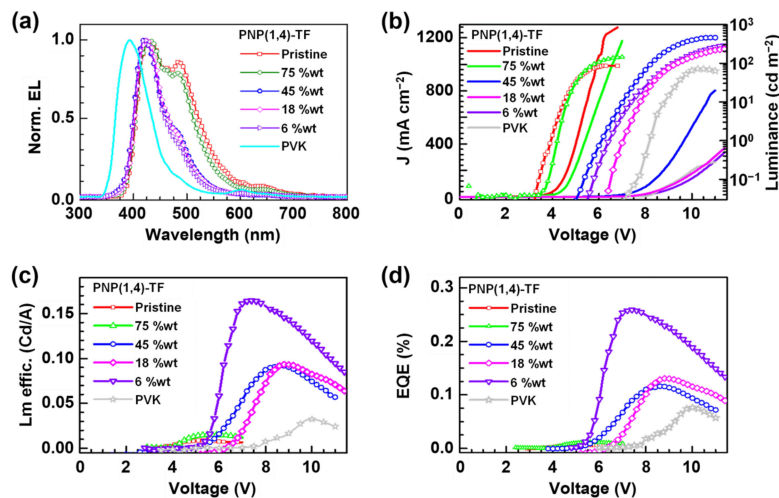 (a)
PNP(1,4)-TF
Pristine
75 %wt
45 %wt
18 %wt
6 %wt
PVK
Norm. EL
1.0
0.5
0.0
300 400 500 600 700 800
Wavelength (nm)
(b)
PNP(1,4)-TF
Pristine
75 %wt
45 %wt
18 %wt
6 %wt
PVK
J (mA cm⁻²)
1200
800
400
0
0 2 4 6 8 10
Voltage (V)
10³
10²
10¹
10⁰
10⁻¹
Luminance (cd m⁻²)
(c)
PNP(1,4)-TF
Pristine
75 %wt
45 %wt
18 %wt
6 %wt
PVK
Lm effic. (Cd/A)
0.15
0.10
0.05
0.00
0 2 4 6 8 10
Voltage (V)
(d)
PNP(1,4)-TF
Pristine
75 %wt
45 %wt
18 %wt
6 %wt
PVK
EQE (%)
0.3
0.2
0.1
0.0
0 2 4 6 8 10
Voltage (V)